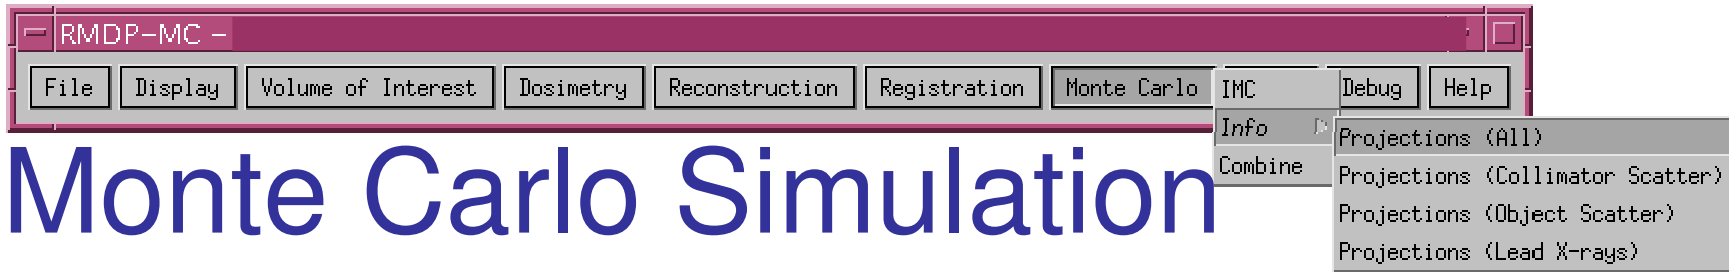 RMDP-MC -
File Display Volume of Interest Dosimetry Reconstruction Registration Monte Carlo Debug Help
IMC
Info
Combine
Projections (All)
Projections (Collimator Scatter)
Projections (Object Scatter)
Projections (Lead X-rays)
Monte Carlo Simulation